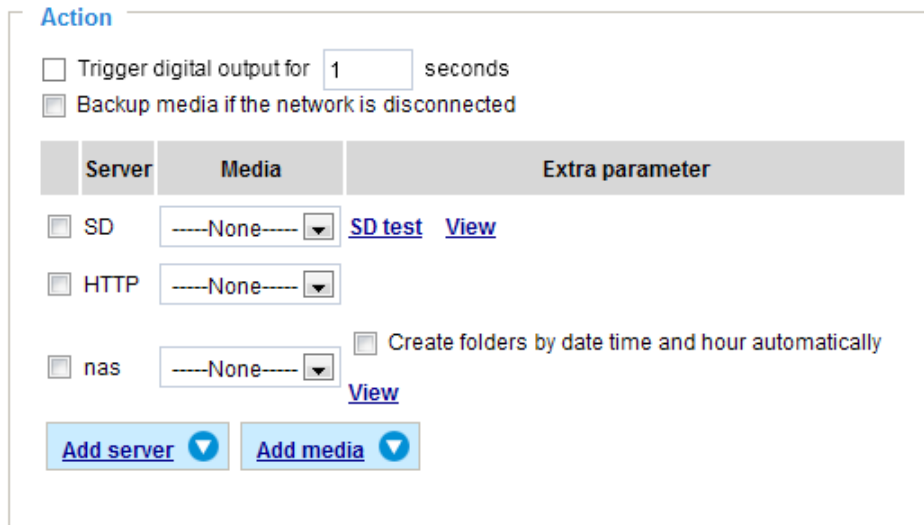 Action
Trigger digital output for 1 seconds
Backup media if the network is disconnected
Server Media Extra parameter
SD -----None----- SD test View
HTTP -----None-----
Create folders by date time and hour automatically
nas -----None-----
View
Add server Add media